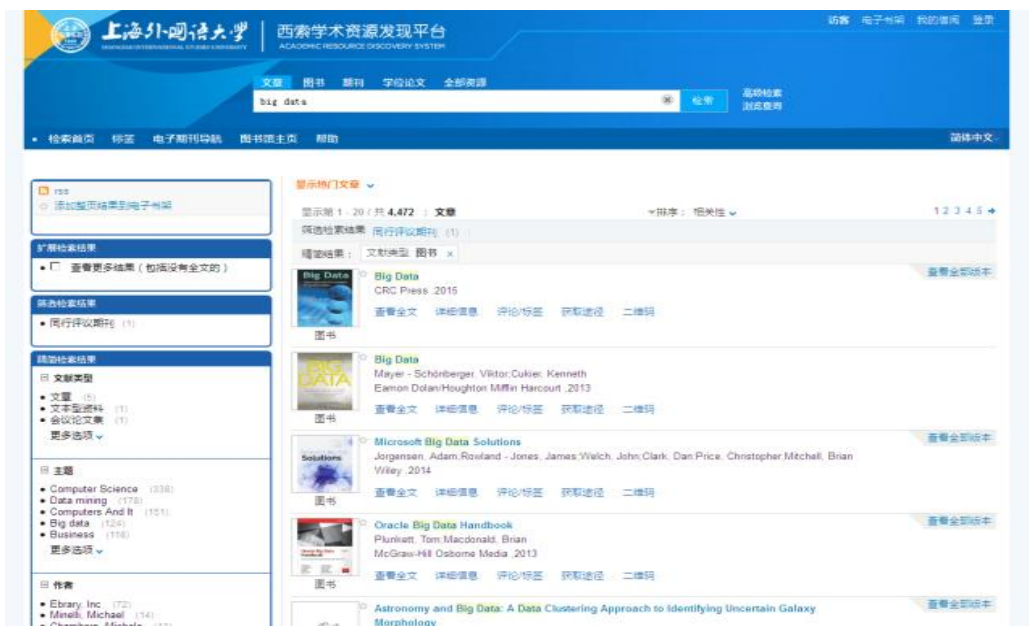 访客 电子书架 我的借阅 登录
上海外国语大学 西索学术资源发现平台
SHANGHAI INTERNATIONAL STUDIES UNIVERSITY ACADEMIC RESOURCE DISCOVERY SYSTEM
文章 图书 期刊 学位论文 全部资源
big data 检索 高级检索
浏览查询
检索首页 标签 电子期刊导航 图书馆主页 帮助 简体中文
rss
添加整页结果到电子书架
扩展检索结果
查看更多结果（包括没有全文的）
筛选检索结果
同行评议期刊 (1)
精简检索结果
文献类型
文章 (5)
文本型资料 (1)
会议论文集 (1)
更多选项
主题
Computer Science (338)
Data mining (178)
Computers And It (151)
Big data (124)
Business (118)
更多选项
作者
Ebrary, Inc (72)
Minelli, Michael (14)
显示热门文章
显示第 1 - 20 / 共 4,472 ： 文章 排序： 相关性 1 2 3 4 5
筛选检索结果 同行评议期刊 (1)
精简结果： 文献类型 图书 x
Big Data
Big Data 查看全部版本
CRC Press ,2015
查看全文 详细信息 评论/标签 获取途径 二维码
图书
BIG DATA
Big Data
Mayer - Schönberger, Viktor;Cukier, Kenneth
Eamon Dolan/Houghton Mifflin Harcourt ,2013
查看全文 详细信息 评论/标签 获取途径 二维码
图书
Solutions
Microsoft Big Data Solutions 查看全部版本
Jorgensen, Adam;Rowland - Jones, James;Welch, John;Clark, Dan;Price, Christopher;Mitchell, Brian
Wiley ,2014
查看全文 详细信息 评论/标签 获取途径 二维码
图书
Oracle Big Data Handbook 查看全部版本
Plunkett, Tom;Macdonald, Brian
McGraw-Hill Osborne Media ,2013
查看全文 详细信息 评论/标签 获取途径 二维码
图书
Astronomy and Big Data: A Data Clustering Approach to Identifying Uncertain Galaxy 查看全部版本
Morphology